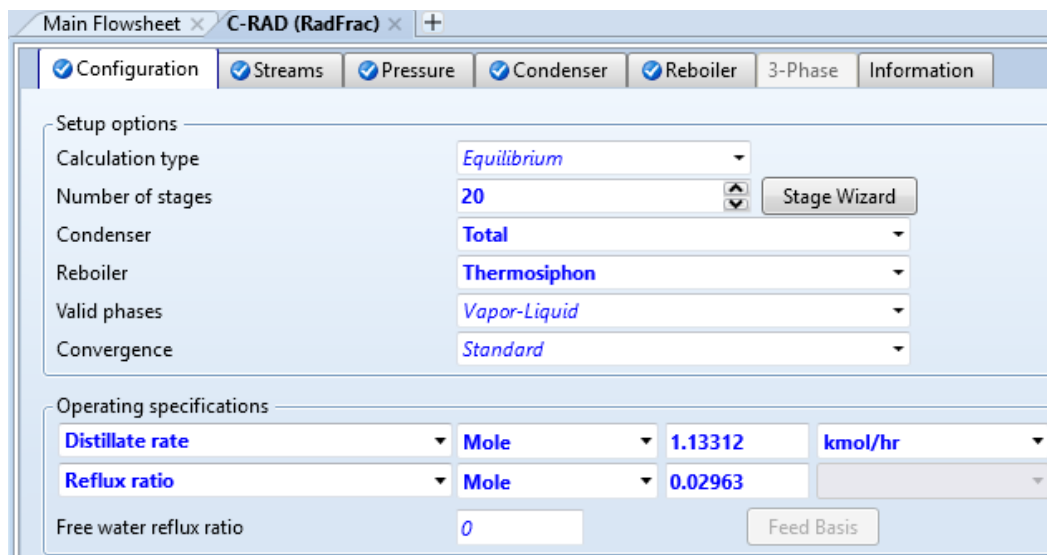 Main Flowsheet × C-RAD (RadFrac) × +
Configuration Streams Pressure Condenser Reboiler 3-Phase Information
Setup options
Calculation type Equilibrium
Number of stages 20 Stage Wizard
Condenser Total
Reboiler Thermosiphon
Valid phases Vapor-Liquid
Convergence Standard
Operating specifications
Distillate rate Mole 1.13312 kmol/hr
Reflux ratio Mole 0.02963
Free water reflux ratio 0 Feed Basis